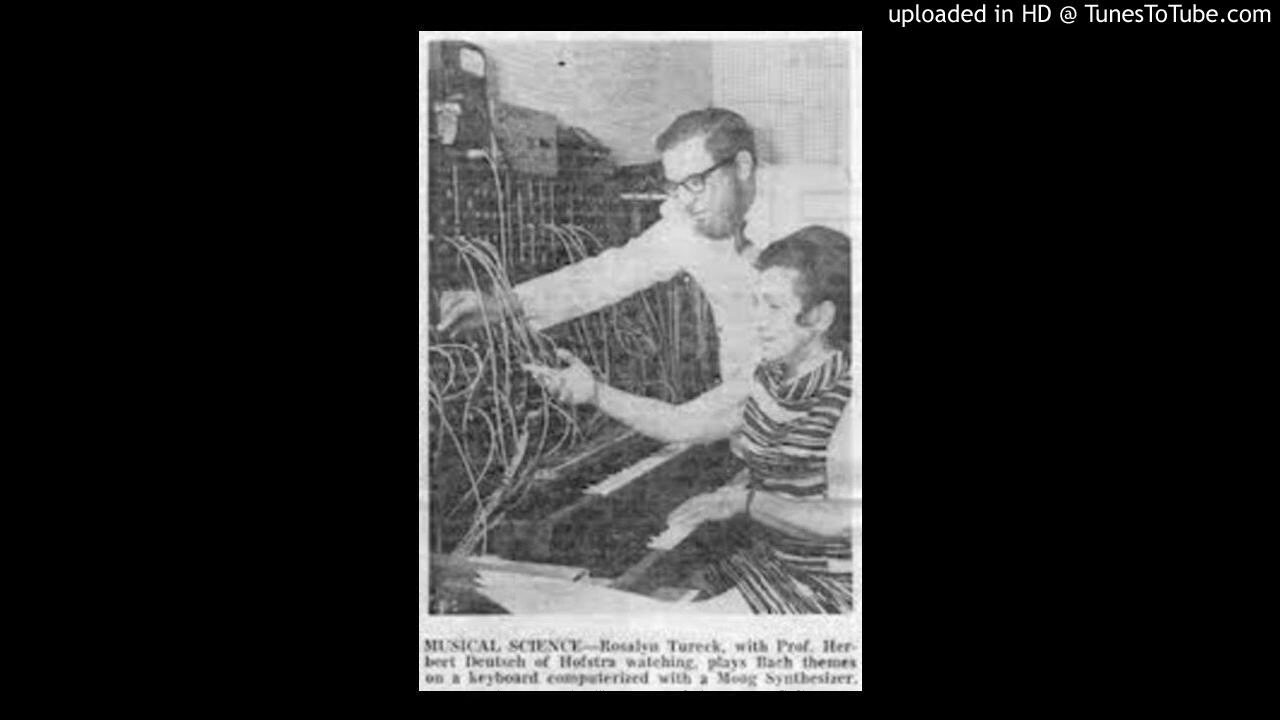 uploaded in HD @ TunesToTube.com
MUSICAL SCIENCE—Rosalyn Tureck, with Prof. Her-
bert Deutsch of Hofstra watching, plays Bach themes
on a keyboard computerized with a Moog Synthesizer.